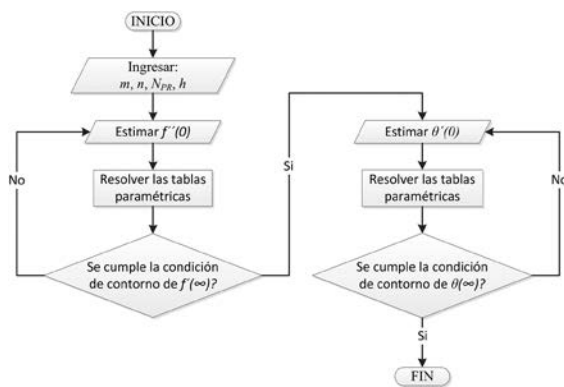 INICIO
Ingresar:
m, n, N_PR, h
Estimar f´´(0)
Resolver las tablas
paramétricas
Se cumple la condición
de contorno de f´(∞)?
No
Si
Estimar θ´(0)
Resolver las tablas
paramétricas
Se cumple la condición
de contorno de θ(∞)?
No
Si
FIN